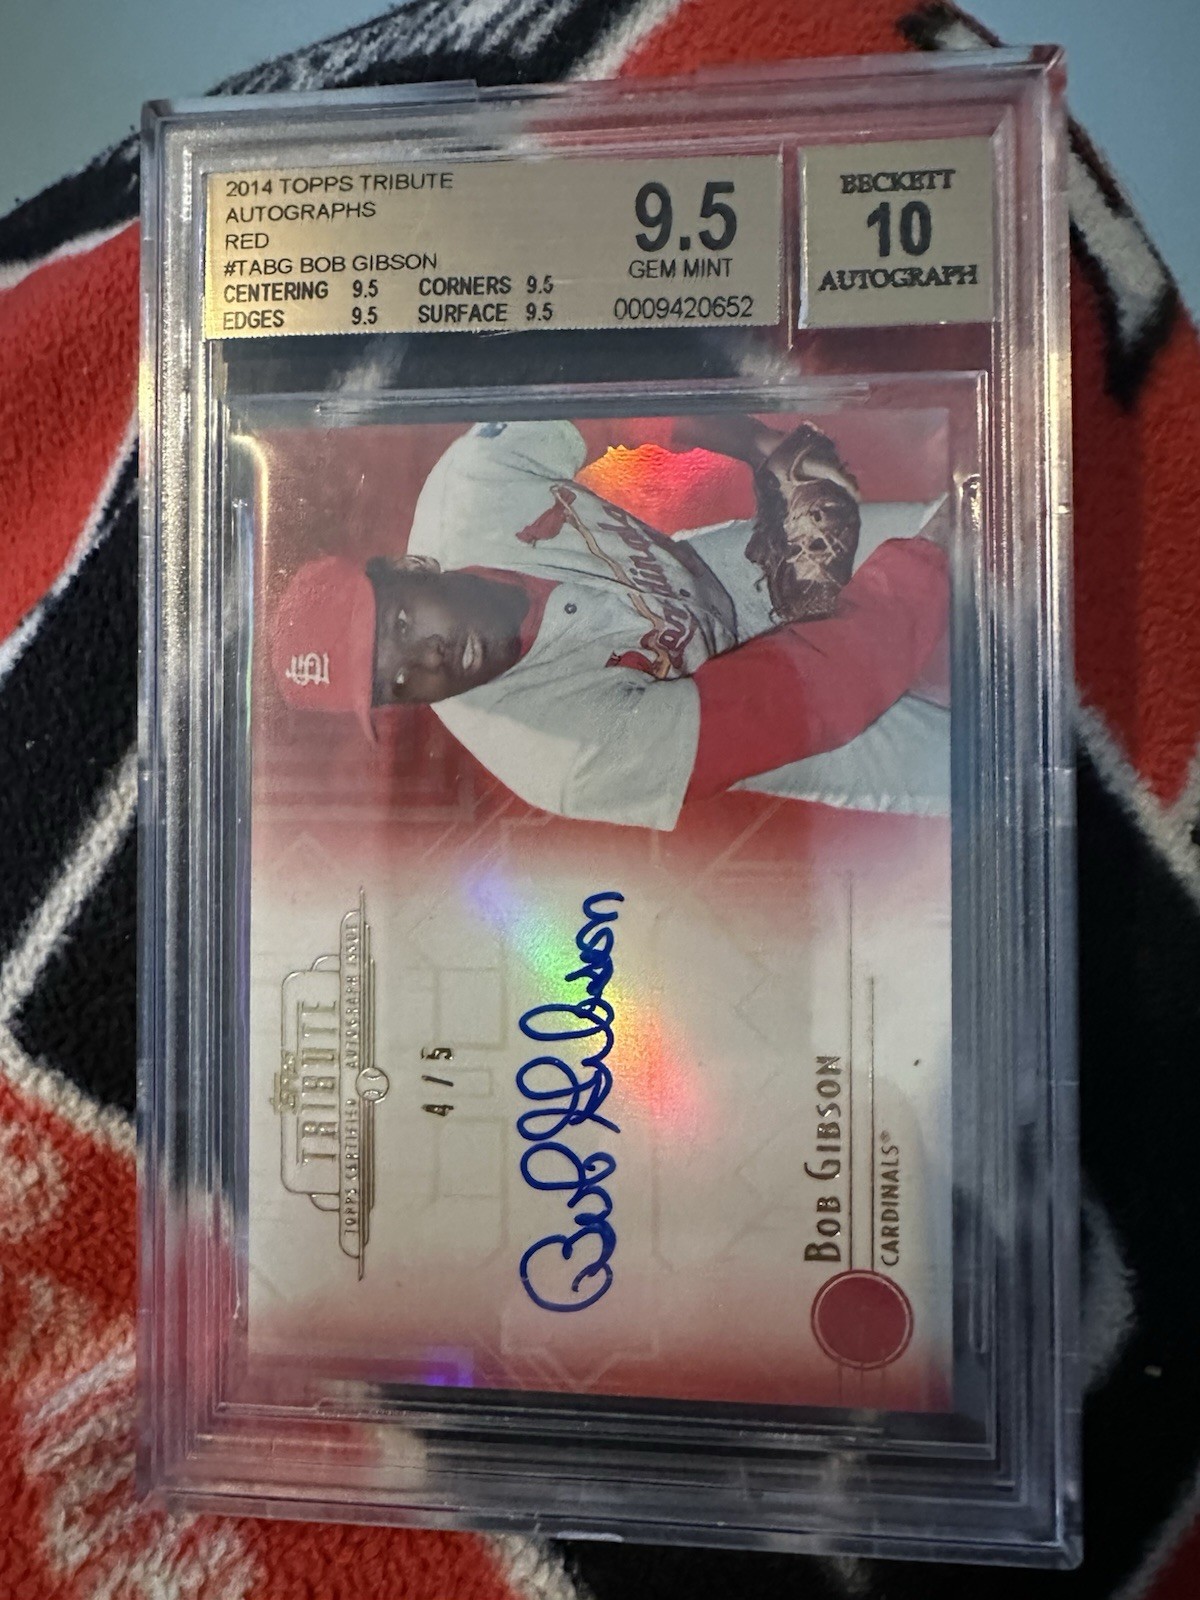 2014 TOPPS TRIBUTE
AUTOGRAPHS
RED
#TABG BOB GIBSON
CENTERING 9.5 CORNERS 9.5
EDGES 9.5 SURFACE 9.5
9.5
GEM MINT
0009420652
BECKETT
10
AUTOGRAPH
Cardinals
STL
TOPPS
TRIBUTE
TOPPS CERTIFIED AUTOGRAPH ISSUE
4/5
Bob Gibson
BOB GIBSON
CARDINALS®